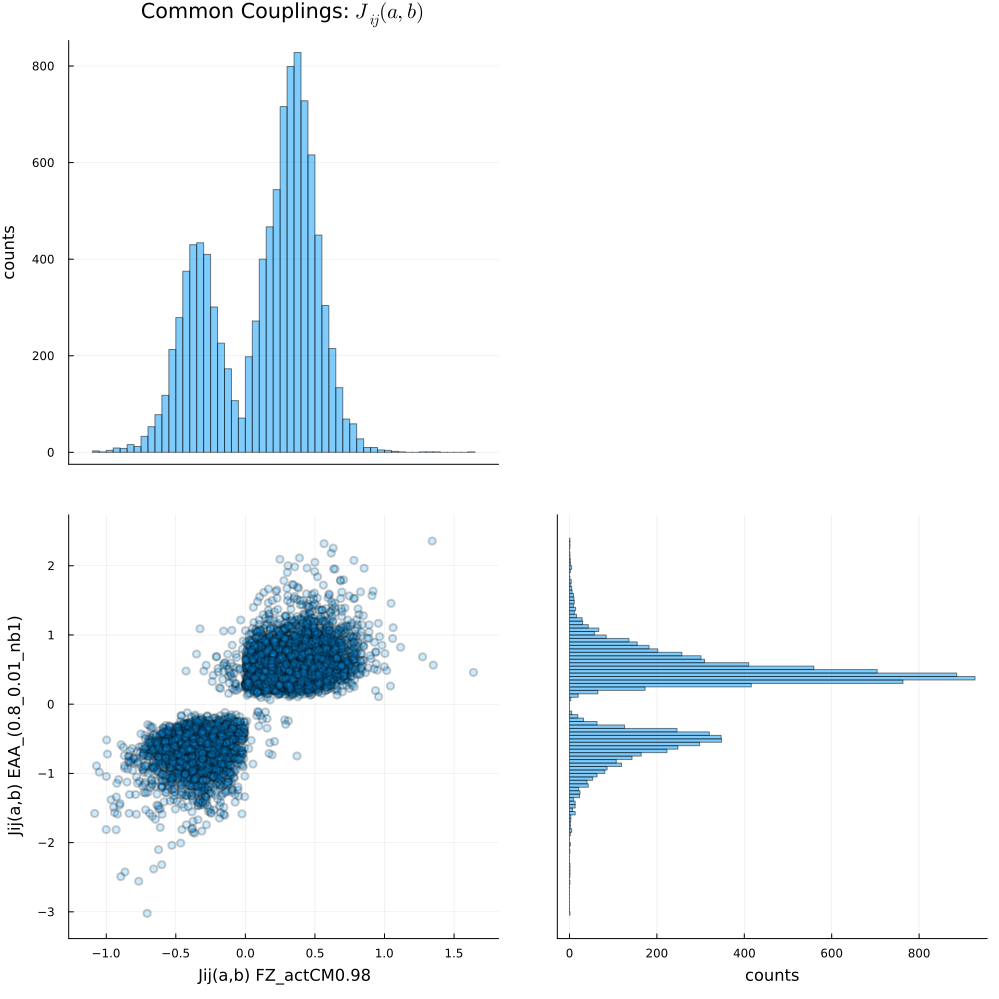 Common Couplings: J_ij(a, b)
800
600
400
200
0
counts
2
1
0
−1
−2
−3
Jij(a,b) EAA_(0.8_0.01_nb1)
−1.0 −0.5 0.0 0.5 1.0 1.5
Jij(a,b) FZ_actCM0.98
0 200 400 600 800
counts